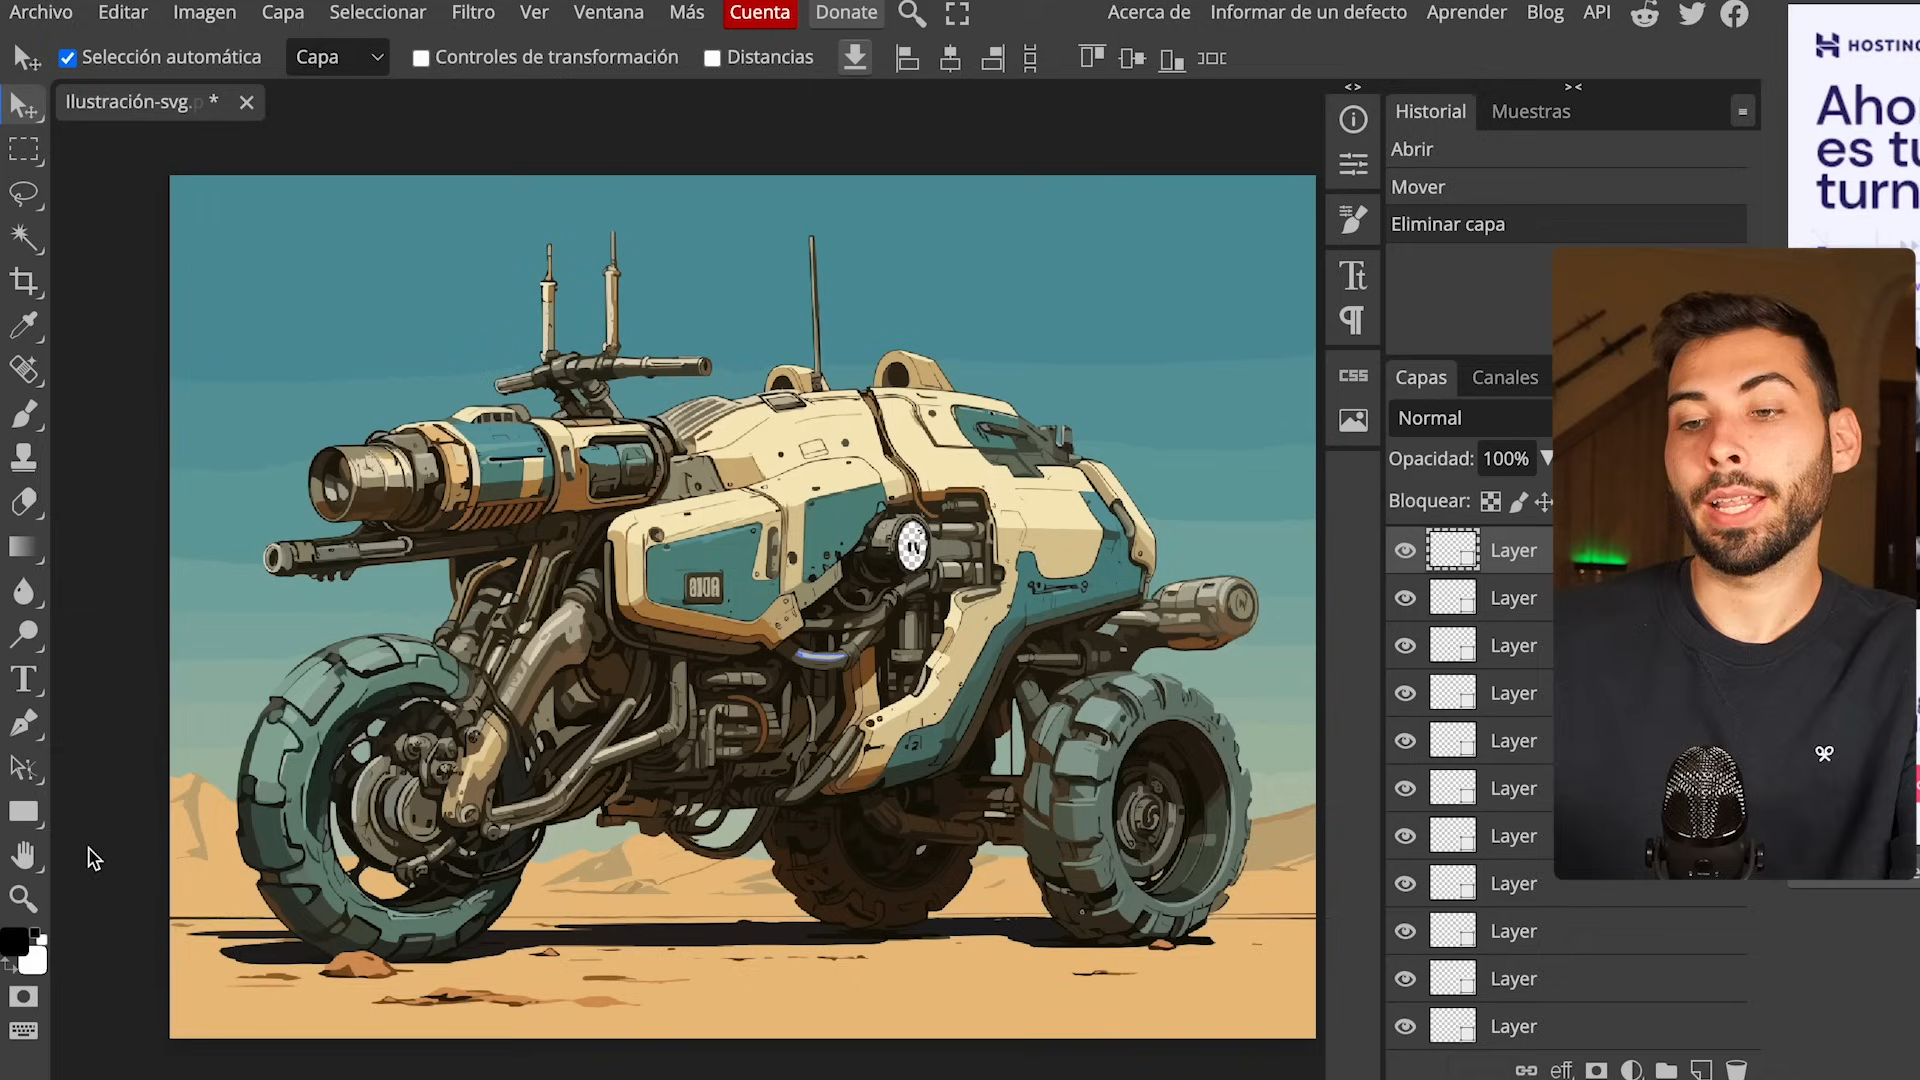 Archivo Editar Imagen Capa Seleccionar Filtro Ver Ventana Más Cuenta Donate Acerca de Informar de un defecto Aprender Blog API
Selección automática Capa Controles de transformación Distancias
Ilustración-svg.p *
Historial Muestras
Abrir
Mover
Eliminar capa
CSS
Capas Canales
Normal
Opacidad: 100%
Bloquear:
Layer
Layer
Layer
Layer
Layer
Layer
Layer
Layer
Layer
Layer
Layer
eff
HOSTING
Aho
es tu
turn